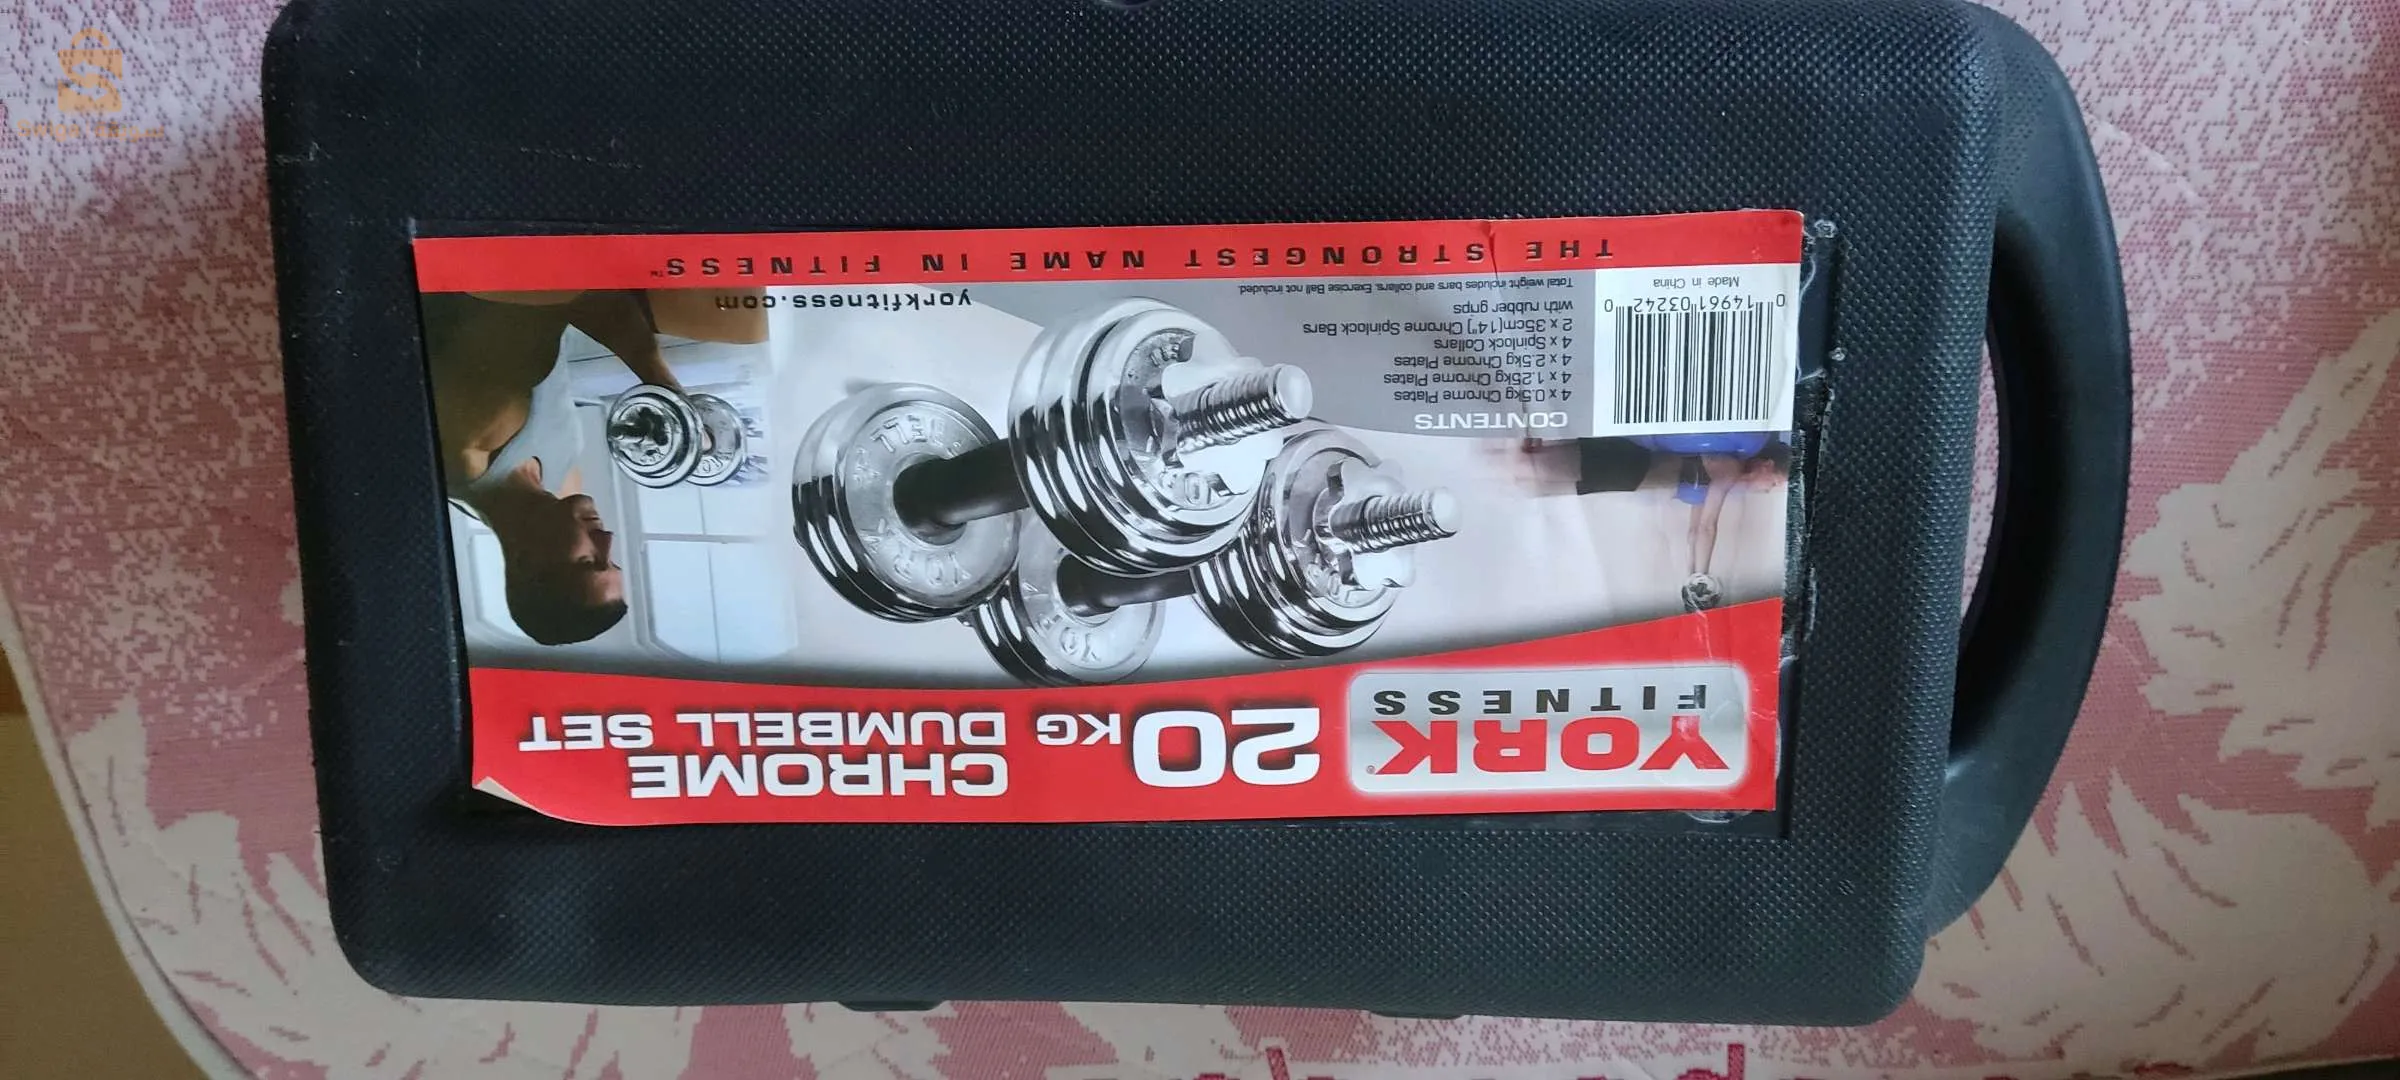 YORK®
FITNESS
20KG
CHROME
DUMBELL SET
CONTENTS
4 x 0.5kg Chrome Plates
4 x 1.25kg Chrome Plates
4 x 2.5kg Chrome Plates
4 x Spinlock Collars
2 x 35cm(14") Chrome Spinlock Bars
with rubber grips
Total weight includes bars and collars. Exercise Ball not included.
0 14961 03242 0
Made in China
yorkfitness.com
THE STRONGEST NAME IN FITNESS™